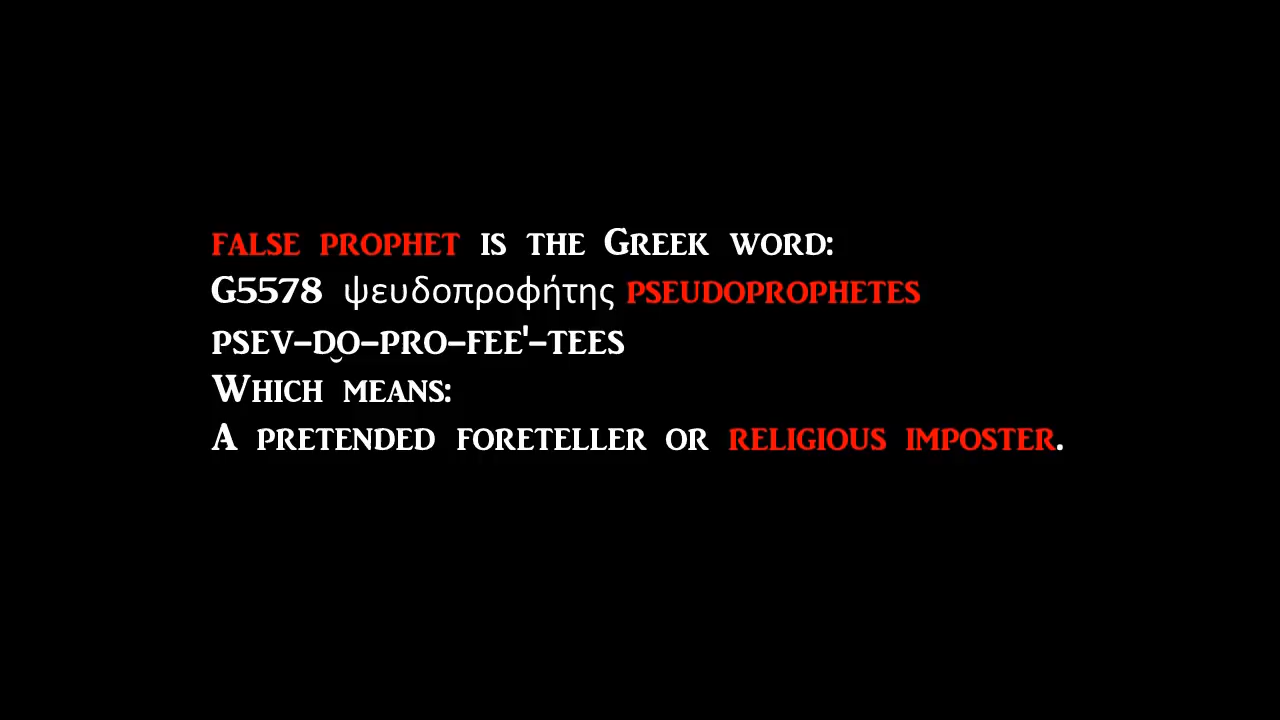 false prophet is the Greek word:
G5578 ψευδοπροφήτης pseudoprophetes
psev-dŏ-pro-fee'-tees
Which means:
A pretended foreteller or religious imposter.